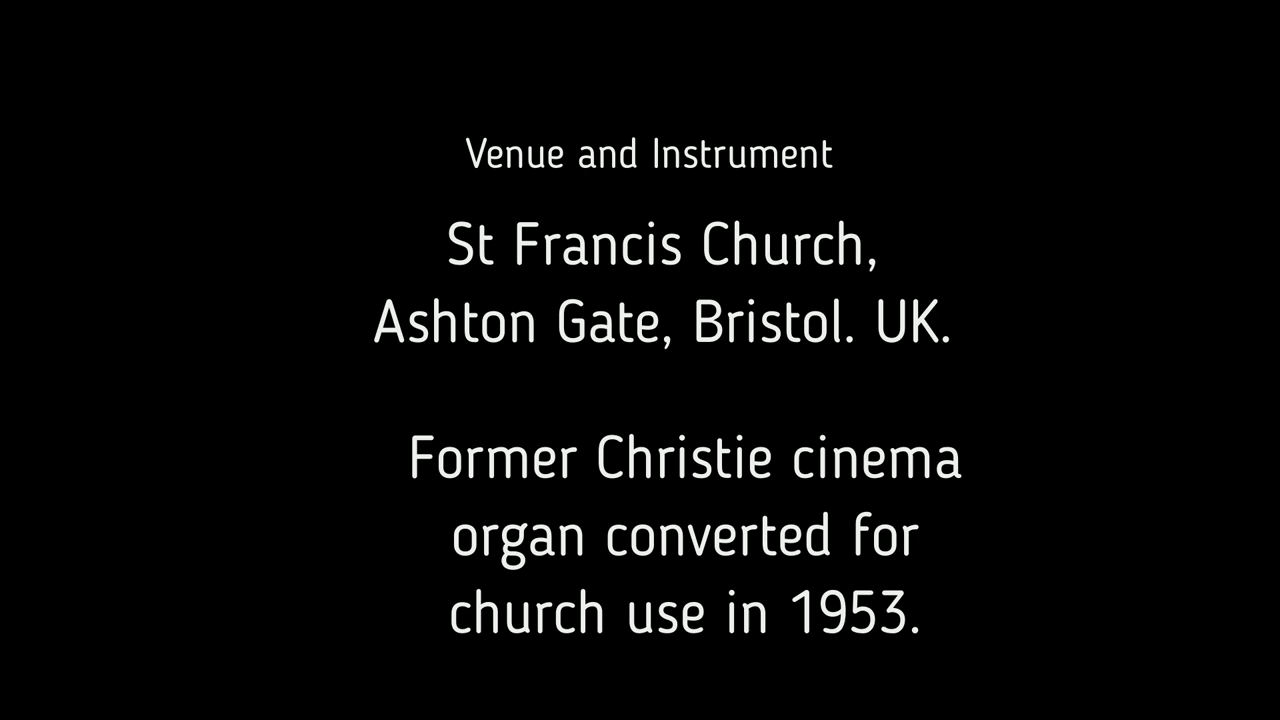 Venue and Instrument
St Francis Church,
Ashton Gate, Bristol. UK.
Former Christie cinema
organ converted for
church use in 1953.